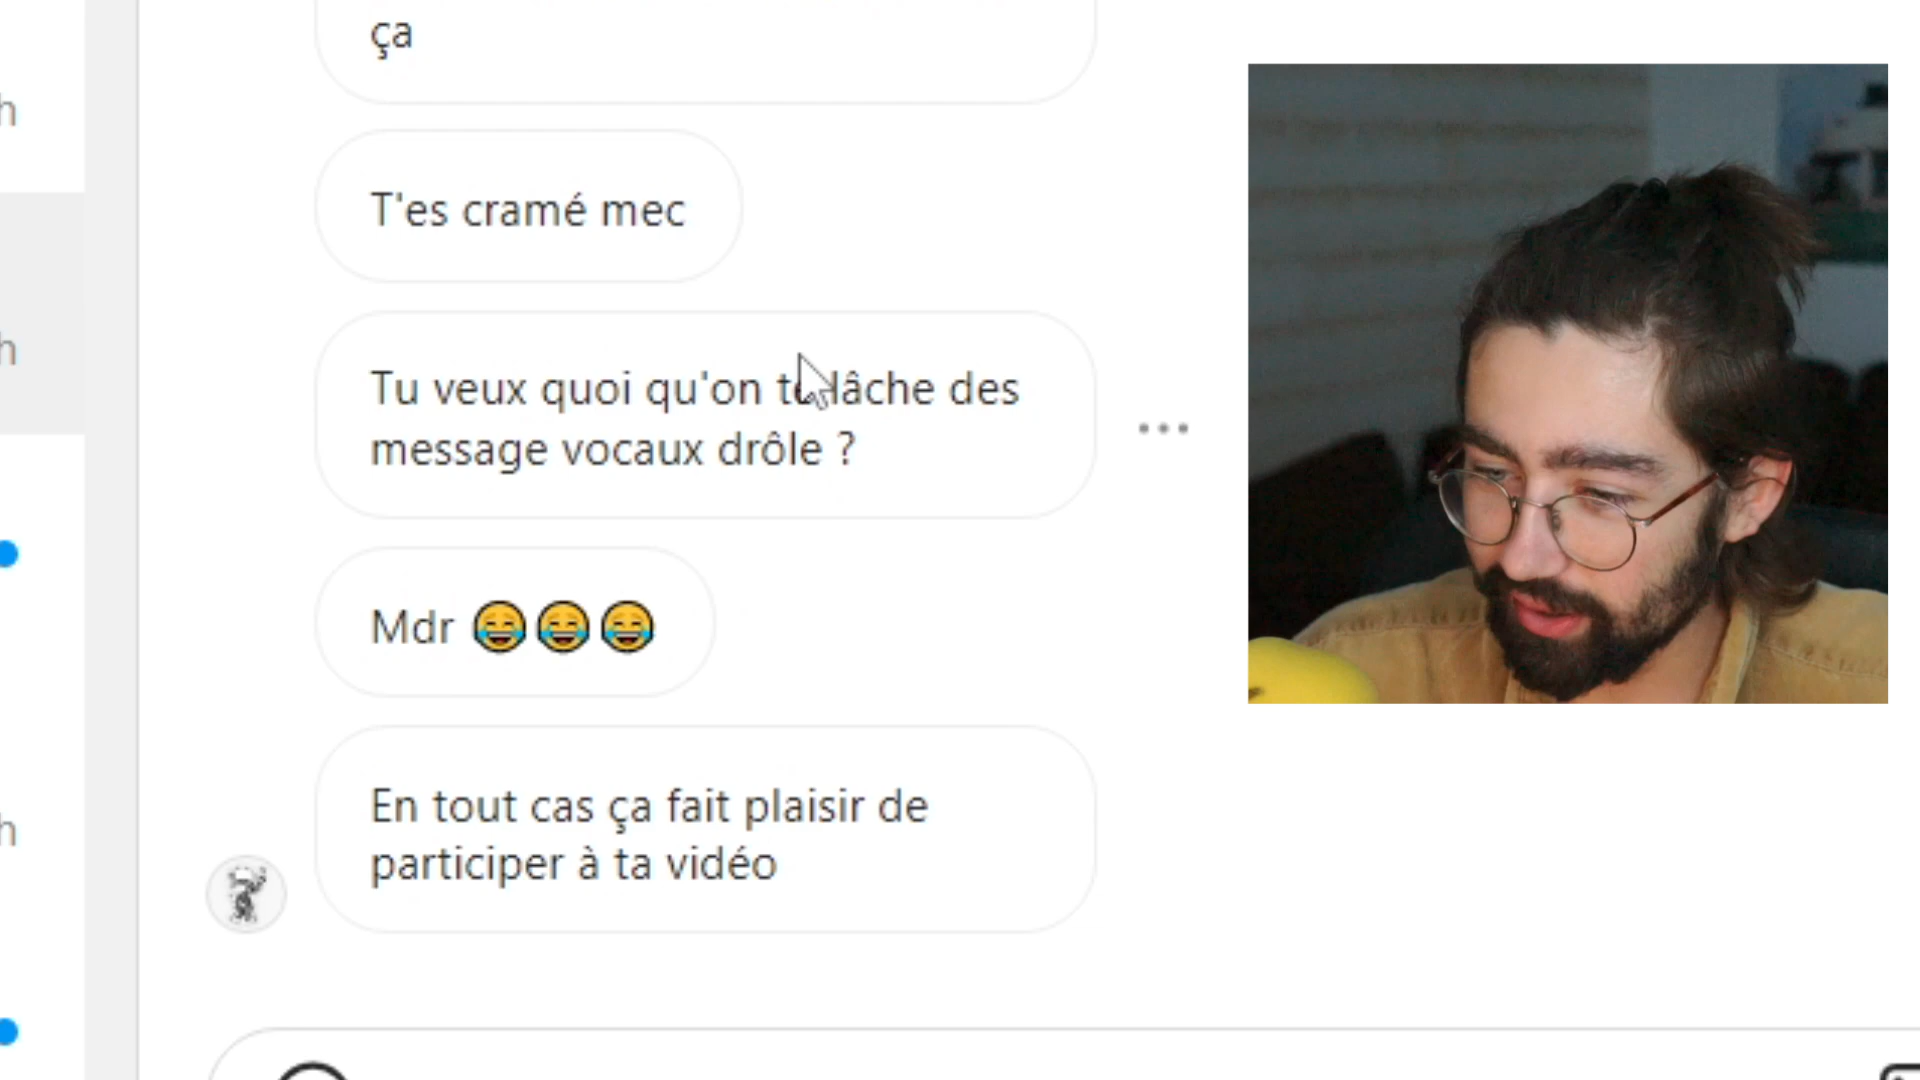 ça
h
T'es cramé mec
h
Tu veux quoi qu'on te lâche des
message vocaux drôle ?
Mdr 😂😂😂
En tout cas ça fait plaisir de
h
participer à ta vidéo